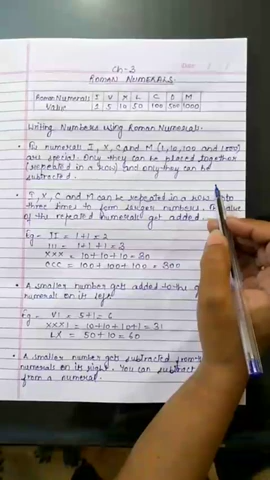 Ch-3
ROMAN NUMERALS
Roman Numerals I V X L C D M
Value 1 5 10 50 100 500 1000
Writing Numbers Using Roman Numerals.
The numerals I, X, C and M (1, 10, 100 and 1000)
are special. Only they can be placed together
(repeated in a row) and only they can be
subtracted.
I, X, C and M can be repeated in a row upto
three times to form larger numbers. The value
of the repeated numerals get added.
Eg - II = 1+1 = 2
III = 1+1+1 = 3
XXX = 10+10+10 = 30
CCC = 100+100+100 = 300
A smaller number gets added to the
numerals on its left
Eg - VI = 5+1 = 6
XXXI = 10+10+10+1 = 31
LX = 50+10 = 60
A smaller number gets subtracted from
numerals on its right. You can subtract
from a numeral.